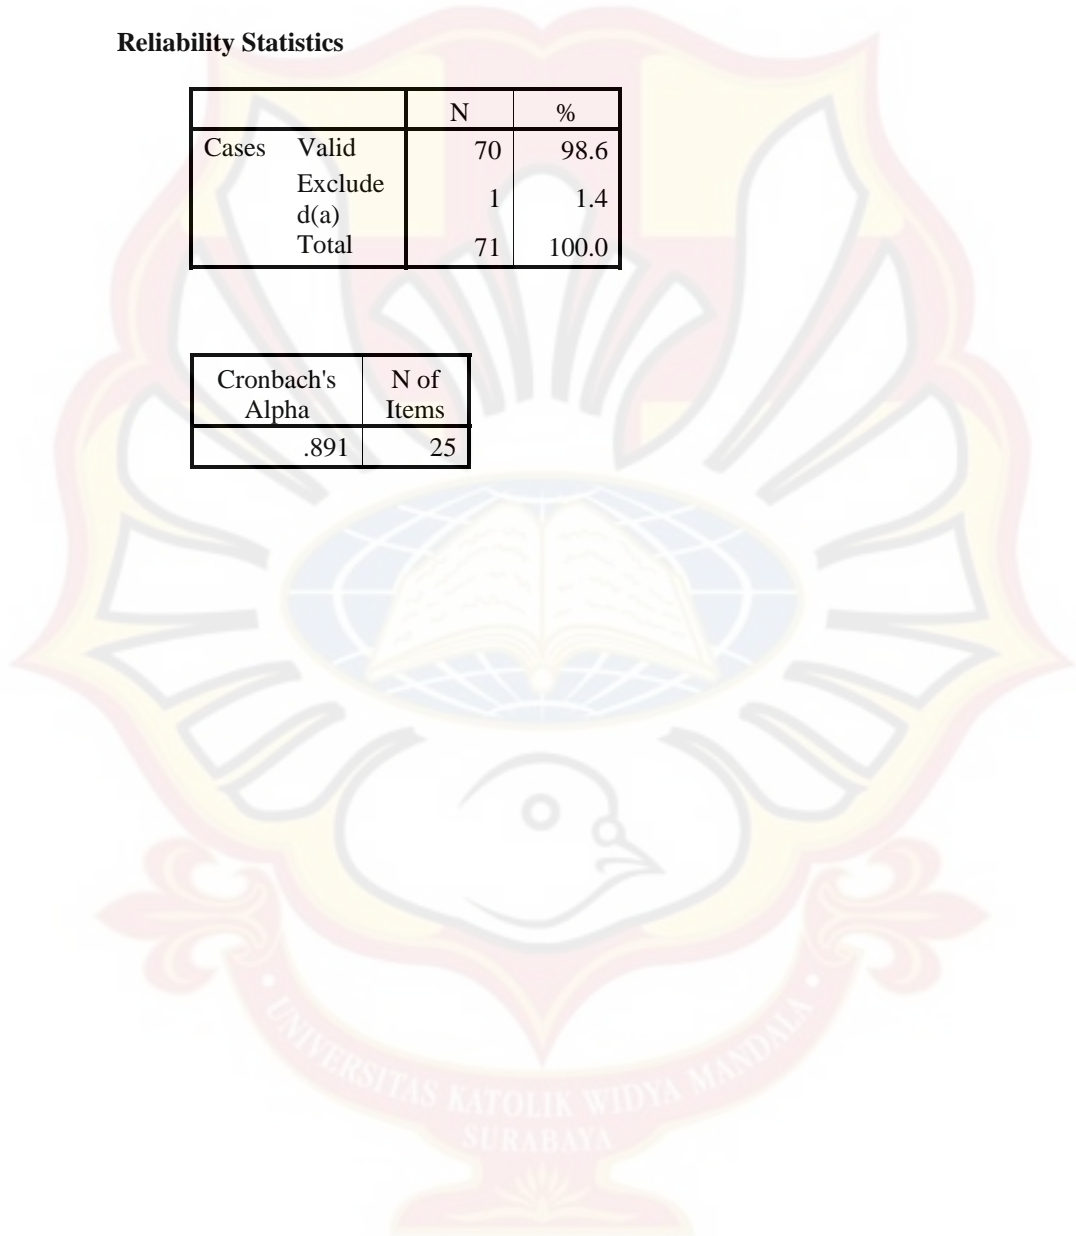 Reliability Statistics
N %
Cases Valid 70 98.6
Exclude
d(a) 1 1.4
Total 71 100.0
Cronbach's N of
Alpha Items
.891 25
UNIVERSITAS KATOLIK WIDYA MANDALA
SURABAYA